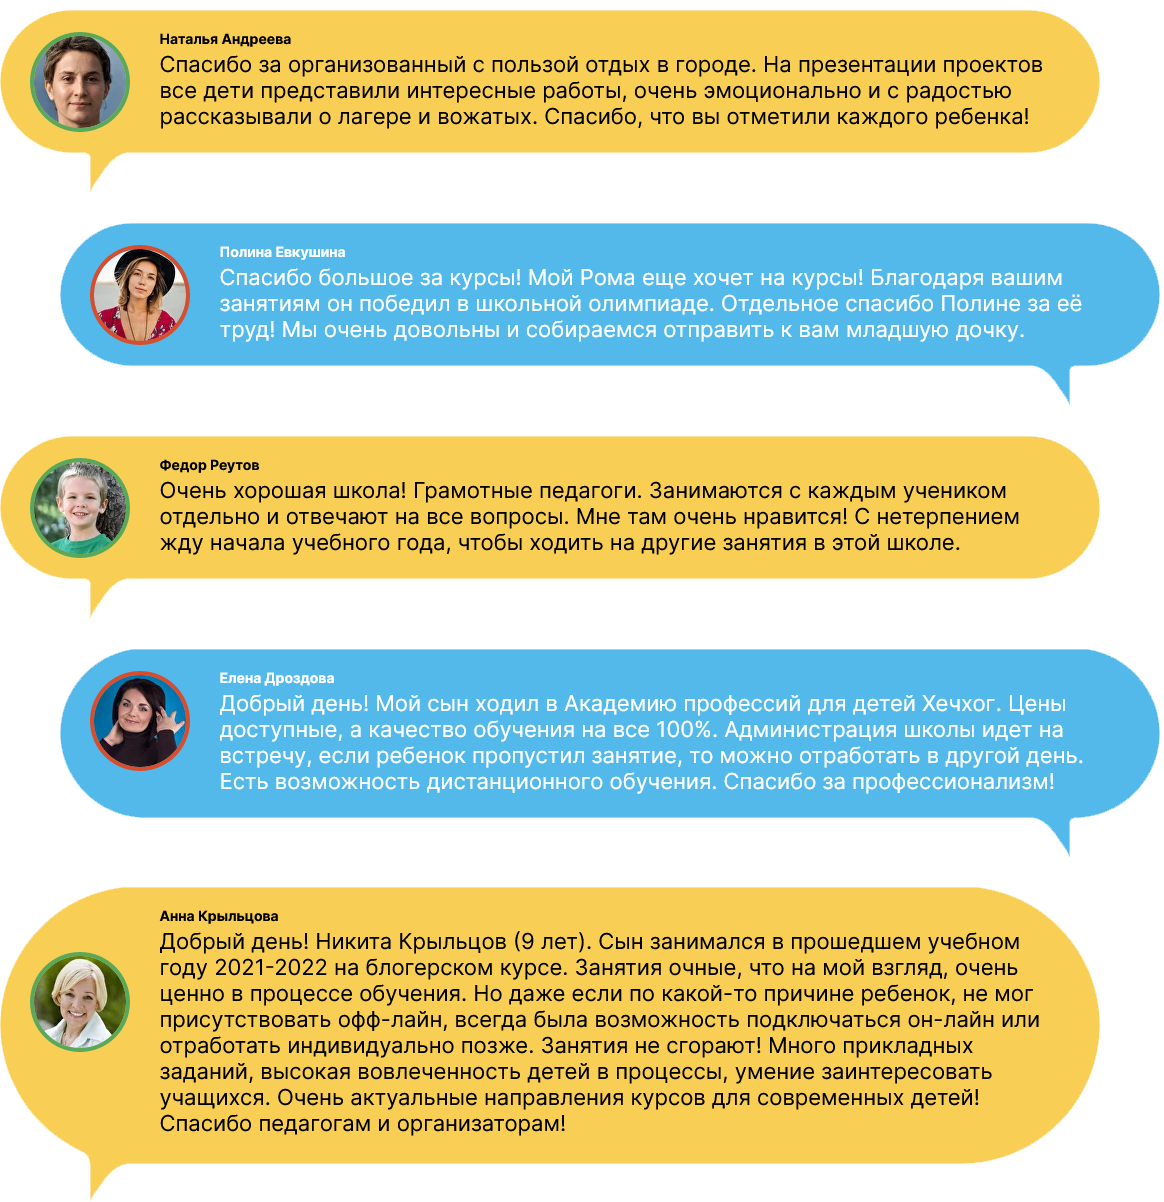 Наталья Андреева
Спасибо за организованный с пользой отдых в городе. На презентации проектов
все дети представили интересные работы, очень эмоционально и с радостью
рассказывали о лагере и вожатых. Спасибо, что вы отметили каждого ребенка!
Полина Евкушина
Спасибо большое за курсы! Мой Рома еще хочет на курсы! Благодаря вашим
занятиям он победил в школьной олимпиаде. Отдельное спасибо Полине за её
труд! Мы очень довольны и собираемся отправить к вам младшую дочку.
Федор Реутов
Очень хорошая школа! Грамотные педагоги. Занимаются с каждым учеником
отдельно и отвечают на все вопросы. Мне там очень нравится! С нетерпением
жду начала учебного года, чтобы ходить на другие занятия в этой школе.
Елена Дроздова
Добрый день! Мой сын ходил в Академию профессий для детей Хечхог. Цены
доступные, а качество обучения на все 100%. Администрация школы идет на
встречу, если ребенок пропустил занятие, то можно отработать в другой день.
Есть возможность дистанционного обучения. Спасибо за профессионализм!
Анна Крыльцова
Добрый день! Никита Крыльцов (9 лет). Сын занимался в прошедшем учебном
году 2021-2022 на блогерском курсе. Занятия очные, что на мой взгляд, очень
ценно в процессе обучения. Но даже если по какой-то причине ребенок, не мог
присутствовать офф-лайн, всегда была возможность подключаться он-лайн или
отработать индивидуально позже. Занятия не сгорают! Много прикладных
заданий, высокая вовлеченность детей в процессы, умение заинтересовать
учащихся. Очень актуальные направления курсов для современных детей!
Спасибо педагогам и организаторам!